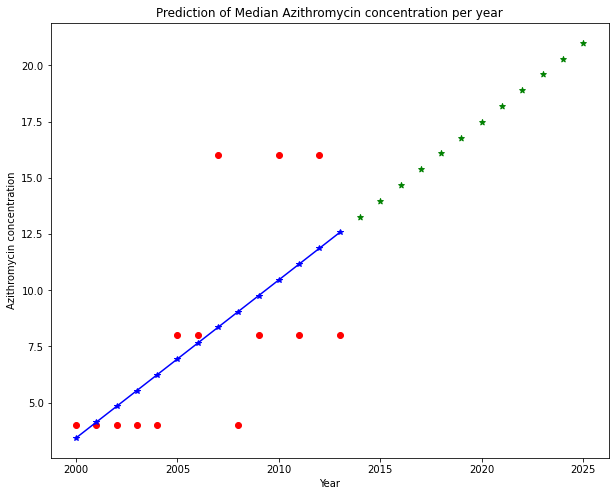 Prediction of Median Azithromycin concentration per year
Azithromycin concentration
20.0
17.5
15.0
12.5
10.0
7.5
5.0
2000 2005 2010 2015 2020 2025
Year